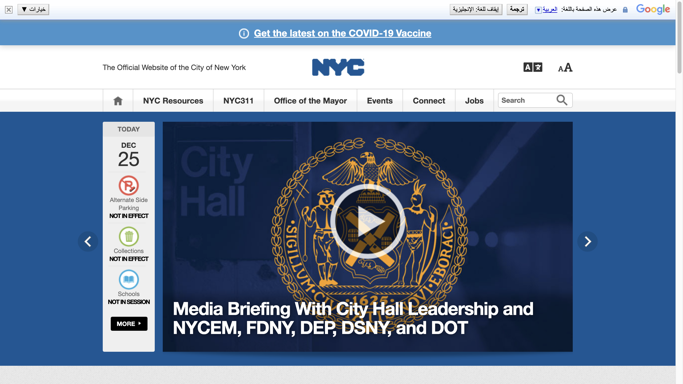 خيارات ▼
إيقاف للغة: الإنجليزية
ترجمة
العربية
عرض هذه الصفحة باللغة:
Google
Get the latest on the COVID-19 Vaccine
The Official Website of the City of New York
NYC
NYC Resources
NYC311
Office of the Mayor
Events
Connect
Jobs
Search
TODAY
DEC
25
Alternate Side
Parking
NOT IN EFFECT
Collections
NOT IN EFFECT
Schools
NOT IN SESSION
MORE
City
Hall
SIGILLUM CIVITATIS NOVI EBORACI
1625
Media Briefing With City Hall Leadership and
NYCEM, FDNY, DEP, DSNY, and DOT